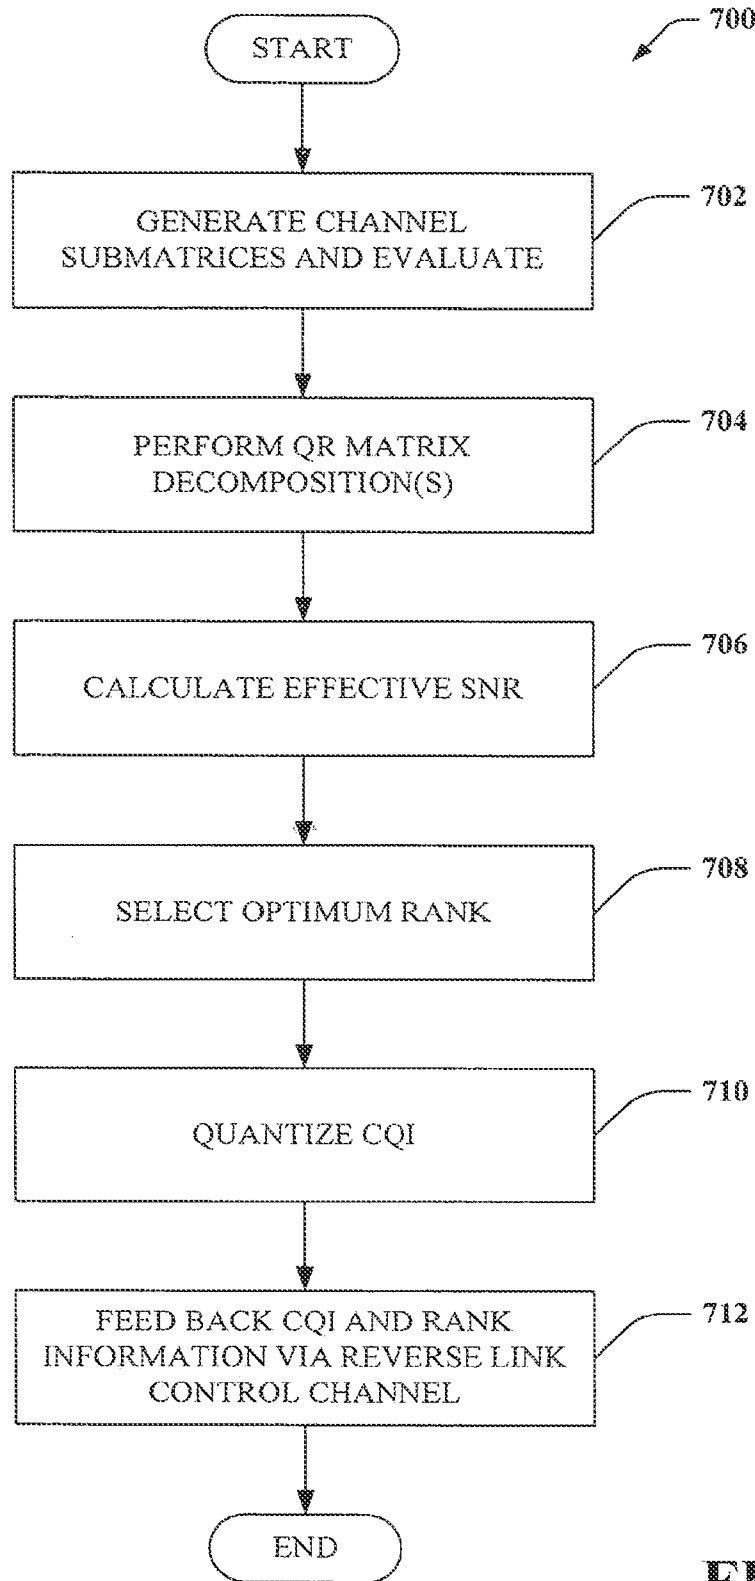 700
START
702
GENERATE CHANNEL
SUBMATRICES AND EVALUATE
704
PERFORM QR MATRIX
DECOMPOSITION(S)
706
CALCULATE EFFECTIVE SNR
708
SELECT OPTIMUM RANK
710
QUANTIZE CQI
712
FEED BACK CQI AND RANK
INFORMATION VIA REVERSE LINK
CONTROL CHANNEL
END